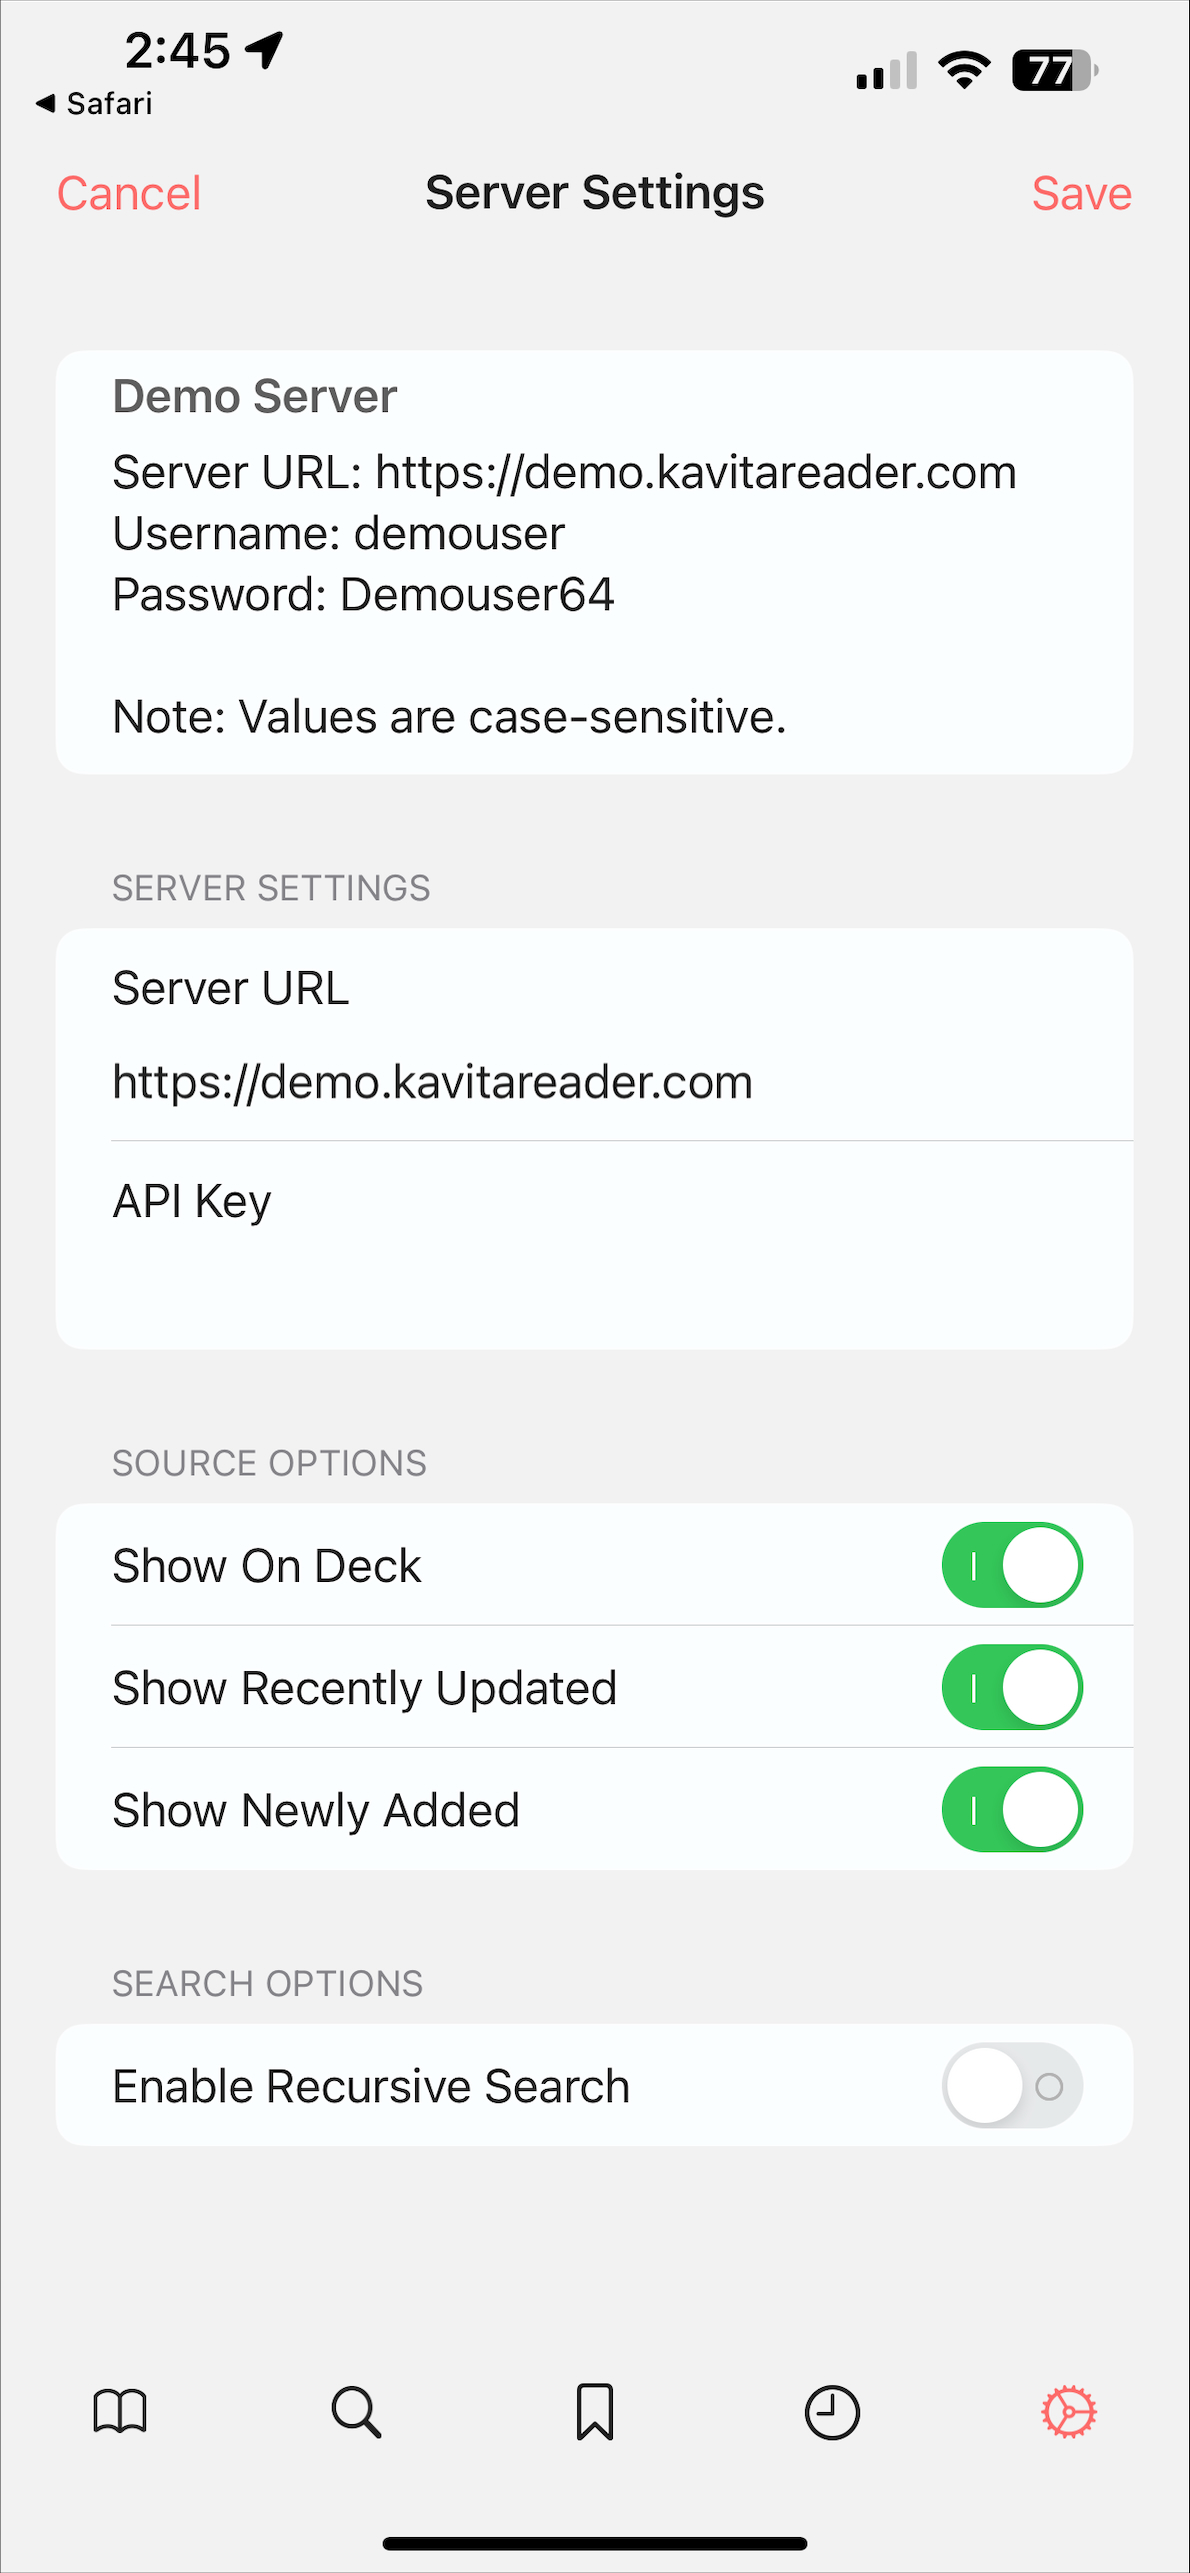 2:45
77
Safari
Cancel
Server Settings
Save
Demo Server
Server URL: https://demo.kavitareader.com
Username: demouser
Password: Demouser64
Note: Values are case-sensitive.
SERVER SETTINGS
Server URL
https://demo.kavitareader.com
API Key
SOURCE OPTIONS
Show On Deck
Show Recently Updated
Show Newly Added
SEARCH OPTIONS
Enable Recursive Search